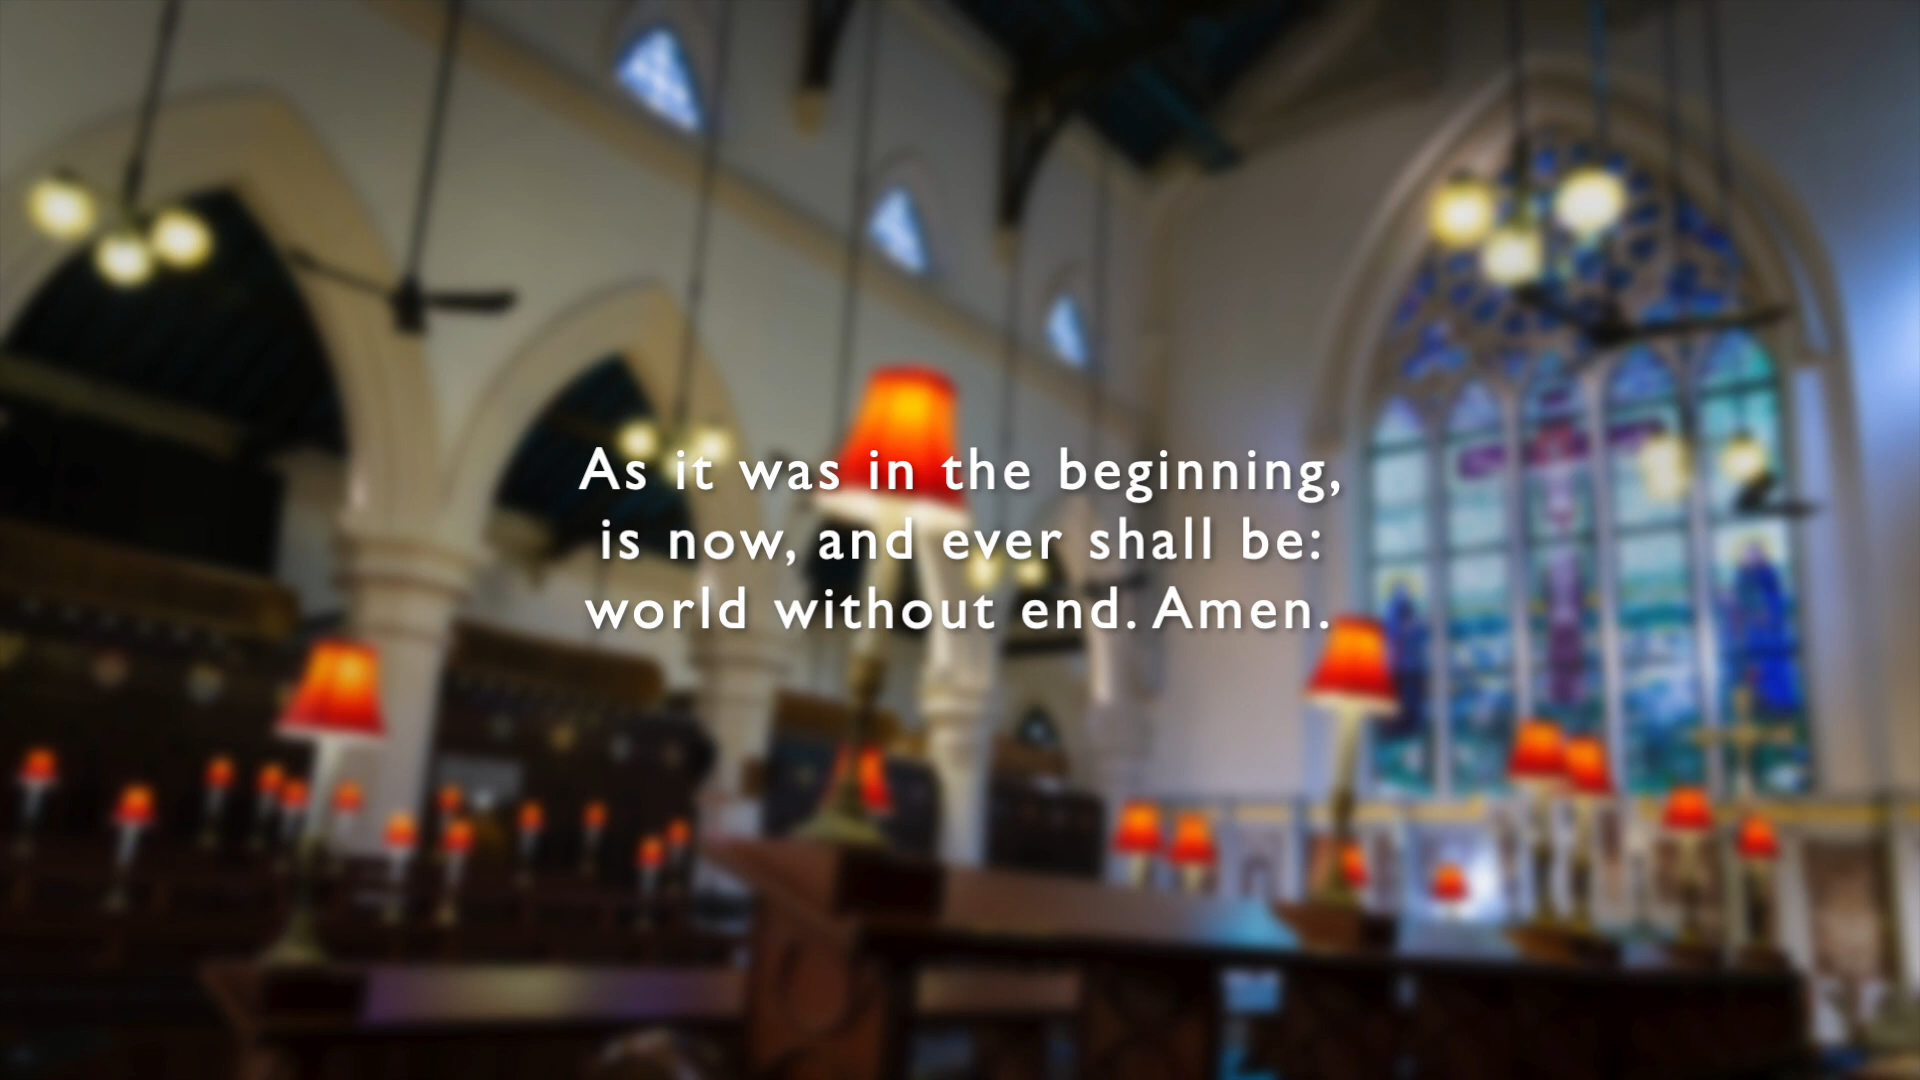 As it was in the beginning,
is now, and ever shall be:
world without end. Amen.